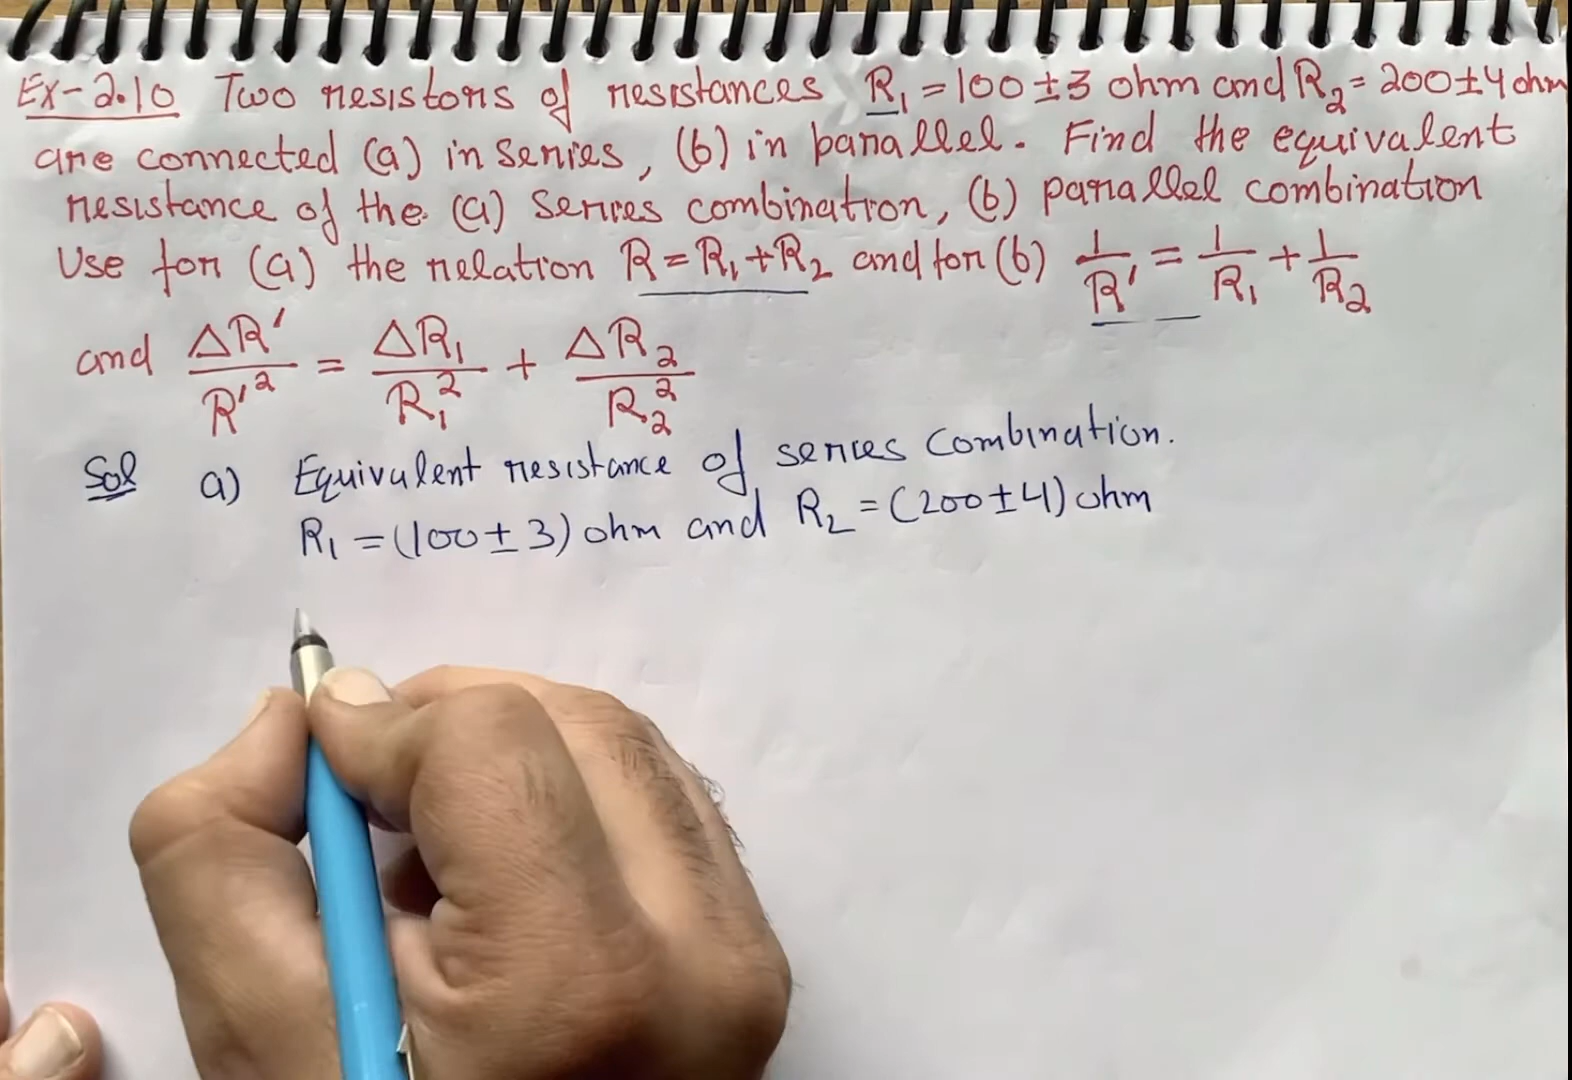 Ex-2.10 Two resistors of resistances R₁ = 100 ± 3 ohm and R₂ = 200 ± 4 ohm
are connected (a) in series, (b) in parallel. Find the equivalent
resistance of the (a) series combination, (b) parallel combination
Use for (a) the relation R = R₁ + R₂ and for (b) 1/R' = 1/R₁ + 1/R₂
and ΔR'/R'² = ΔR₁/R₁² + ΔR₂/R₂²
Sol a) Equivalent resistance of series combination.
R₁ = (100 ± 3) ohm and R₂ = (200 ± 4) ohm